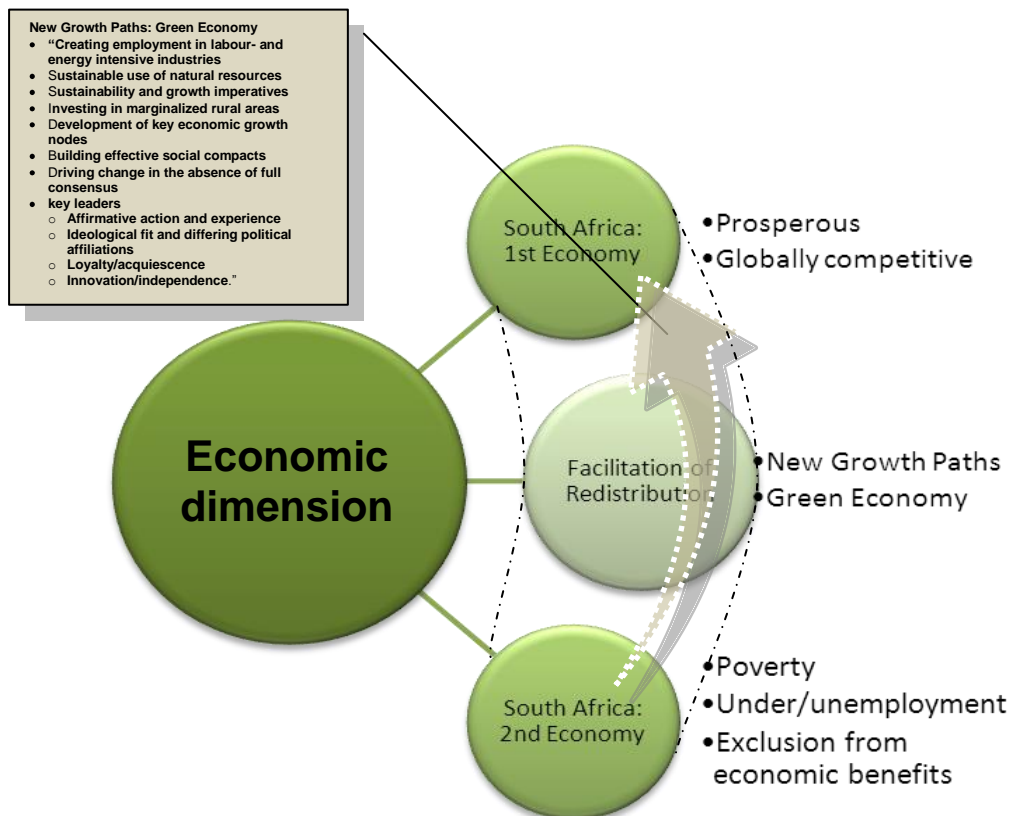 New Growth Paths: Green Economy
• “Creating employment in labour- and
energy intensive industries
• Sustainable use of natural resources
• Sustainability and growth imperatives
• Investing in marginalized rural areas
• Development of key economic growth
nodes
• Building effective social compacts
• Driving change in the absence of full
consensus
• key leaders
o Affirmative action and experience
o Ideological fit and differing political
affiliations
o Loyalty/acquiescence
o Innovation/independence.”
Economic
dimension
South Africa:
1st Economy
•Prosperous
•Globally competitive
Facilitation of
Redistribution
•New Growth Paths
•Green Economy
South Africa:
2nd Economy
•Poverty
•Under/unemployment
•Exclusion from
economic benefits